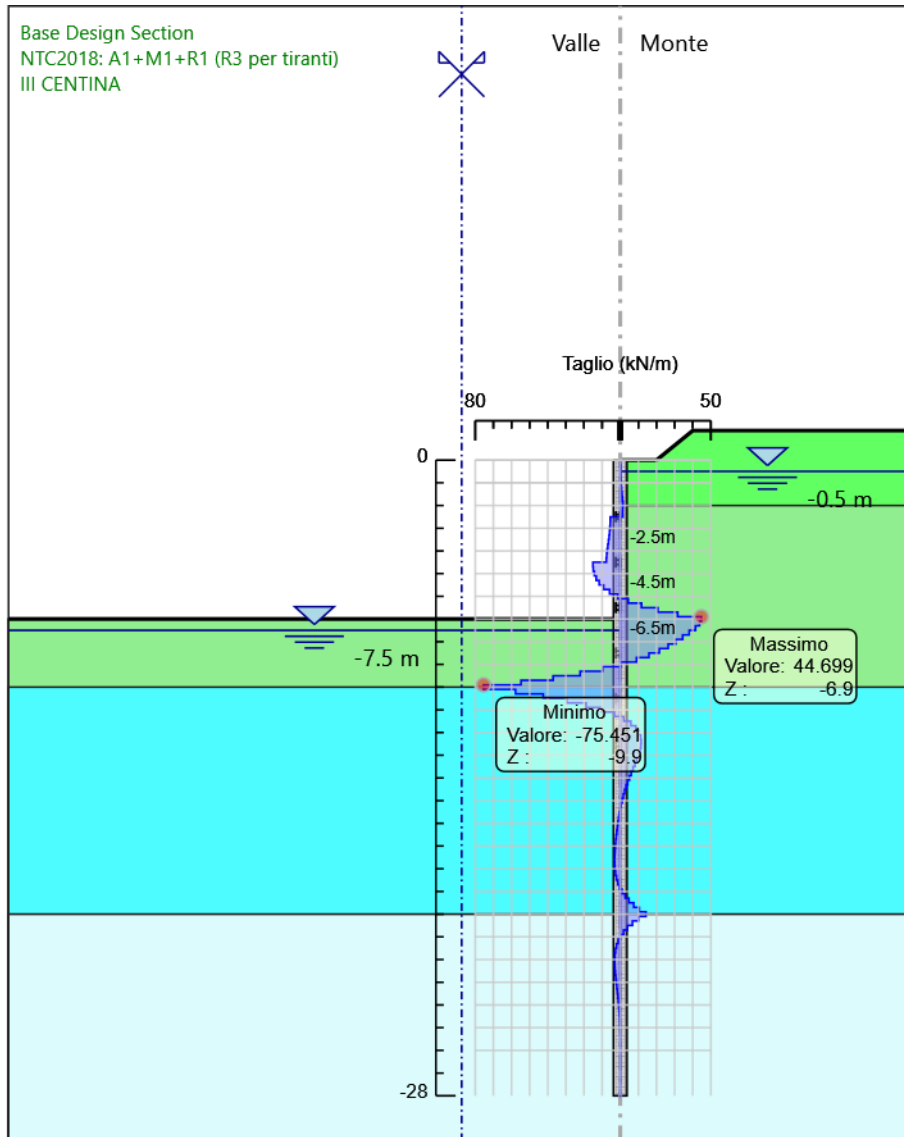 Base Design Section
NTC2018: A1+M1+R1 (R3 per tiranti)
III CENTINA
Valle
Monte
Taglio (kN/m)
80
50
0
-0.5 m
-2.5m
-4.5m
-6.5m
-7.5 m
Massimo
Valore: 44.699
Z : -6.9
Minimo
Valore: -75.451
Z : -9.9
-28